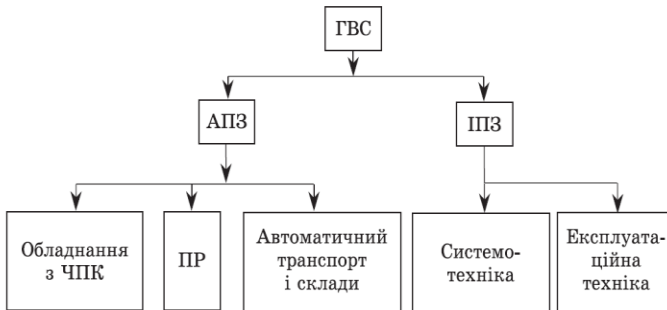 ГВС
АПЗ
ІПЗ
Обладнання
з ЧПК
ПР
Автоматичний
транспорт
і склади
Системо-
техніка
Експлуата-
ційна
техніка